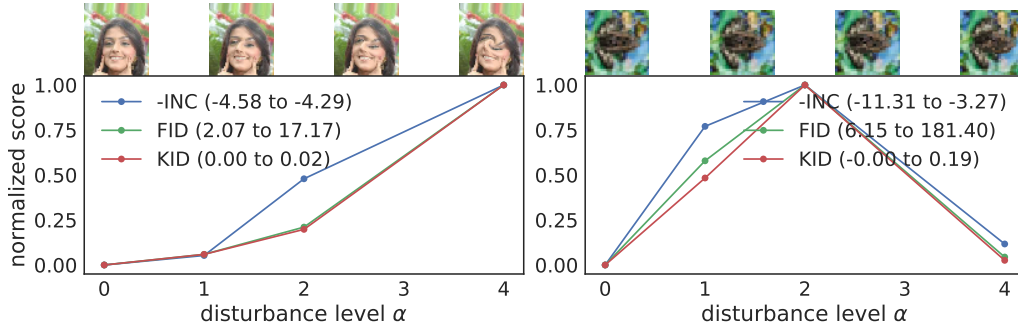 1.00
0.75
0.50
0.25
0.00
normalized score
-INC (-4.58 to -4.29)
FID (2.07 to 17.17)
KID (0.00 to 0.02)
0 1 2 3 4
disturbance level α
1.00
0.75
0.50
0.25
0.00
-INC (-11.31 to -3.27)
FID (6.15 to 181.40)
KID (-0.00 to 0.19)
0 1 2 3 4
disturbance level α